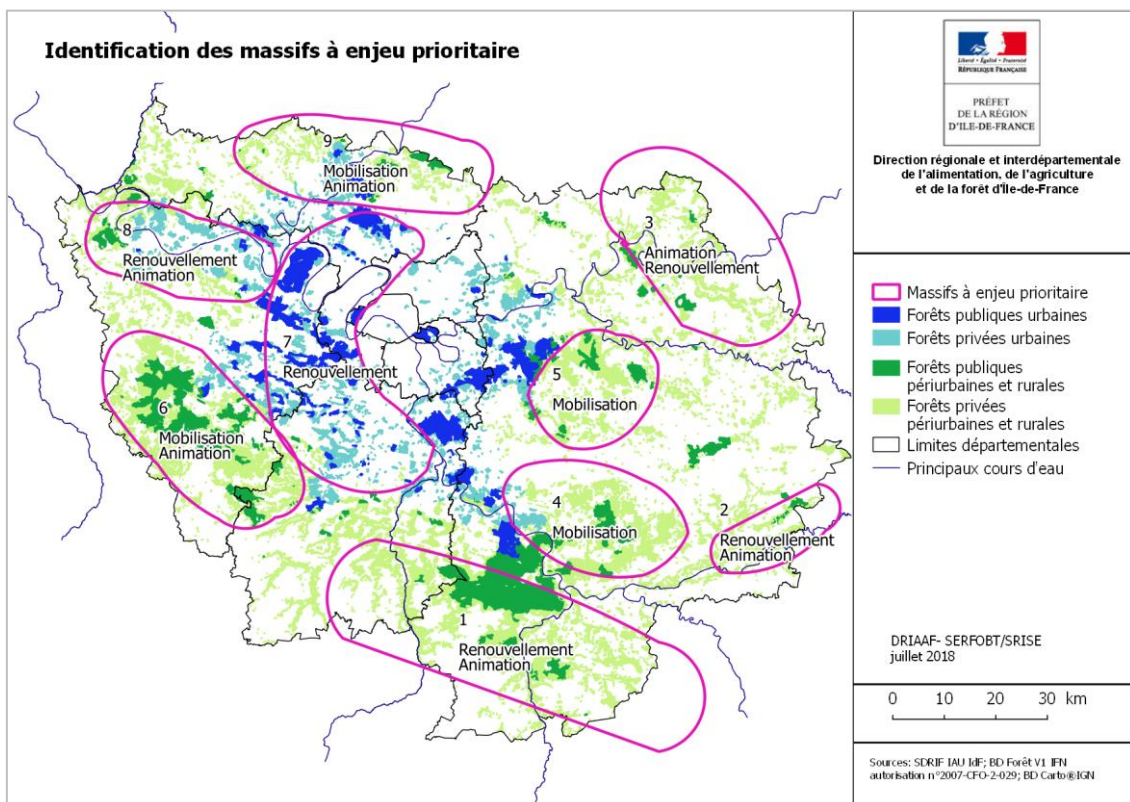 Identification des massifs à enjeu prioritaire
9
Mobilisation
Animation
8
Renouvellement
Animation
3
Animation
Renouvellement
7
Renouvellement
5
Mobilisation
6
Mobilisation
Animation
4
Mobilisation
2
Renouvellement
Animation
1
Renouvellement
Animation
Liberté • Égalité • Fraternité
RÉPUBLIQUE FRANÇAISE
PRÉFET
DE LA RÉGION
D'ILE-DE-FRANCE
Direction régionale et interdépartementale
de l'alimentation, de l'agriculture
et de la forêt d'Île-de-France
Massifs à enjeu prioritaire
Forêts publiques urbaines
Forêts privées urbaines
Forêts publiques
périurbaines et rurales
Forêts privées
périurbaines et rurales
Limites départementales
Principaux cours d'eau
DRIAAF- SERFOBT/SRISE
juillet 2018
0 10 20 30 km
Sources: SDRIF IAU IdF; BD Forêt V1 IFN
autorisation n°2007-CFO-2-029; BD Carto®IGN